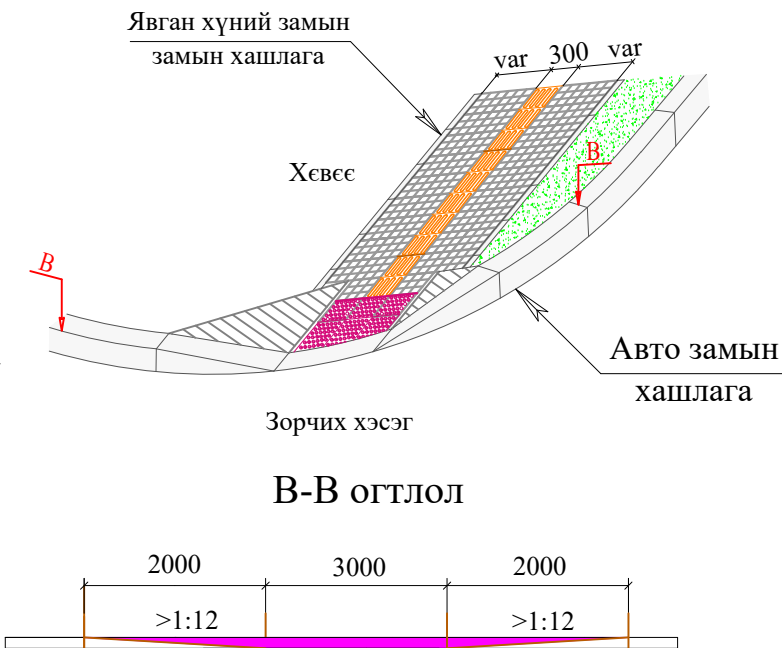 Явган хүний замын
замын хашлага
var 300 var
B
Хєвєє
B
Авто замын
хашлага
Зорчих хэсэг
B-B огтлол
2000 3000 2000
>1:12 >1:12